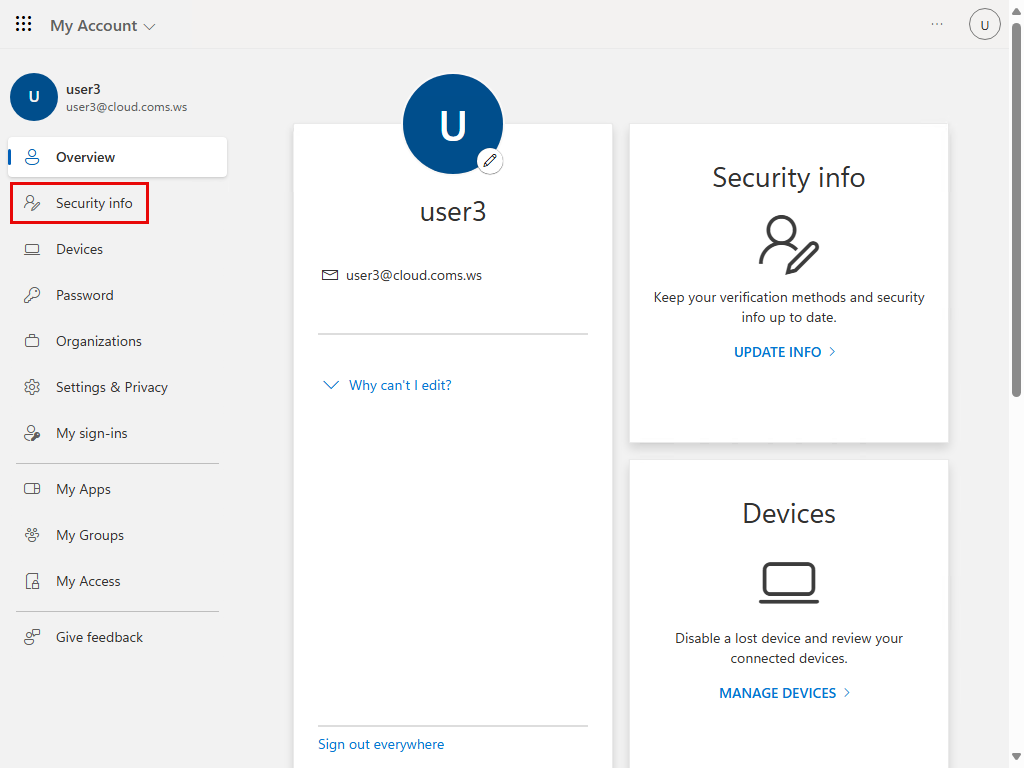 My Account
...
U
U
user3
user3@cloud.coms.ws
Overview
Security info
Devices
Password
Organizations
Settings & Privacy
My sign-ins
My Apps
My Groups
My Access
Give feedback
U
user3
user3@cloud.coms.ws
Why can't I edit?
Sign out everywhere
Security info
Keep your verification methods and security
info up to date.
UPDATE INFO
Devices
Disable a lost device and review your
connected devices.
MANAGE DEVICES